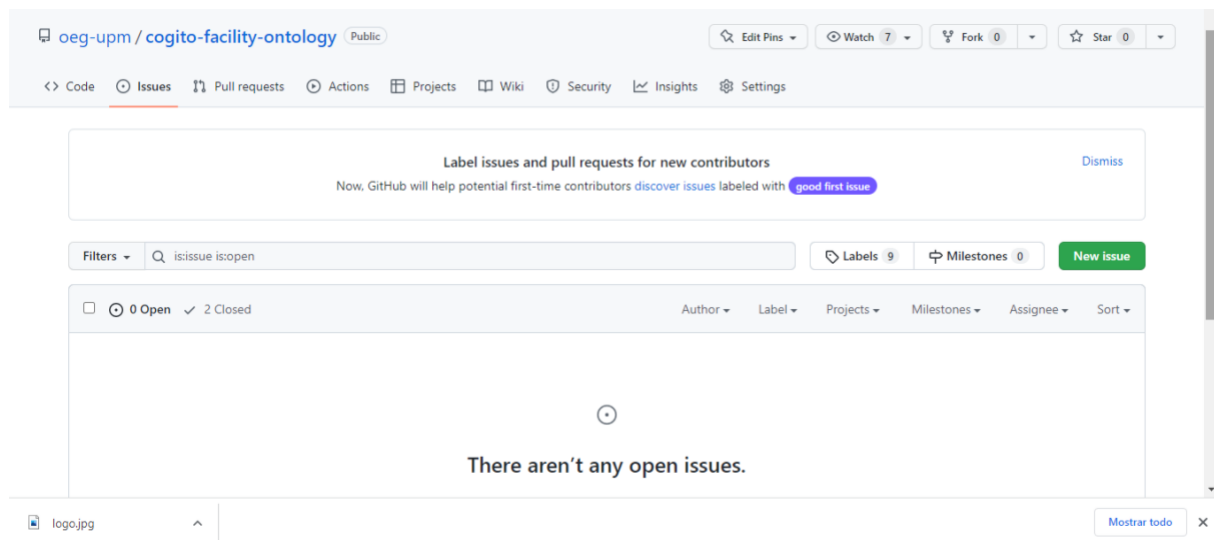 oeg-upm / cogito-facility-ontology Public Edit Pins Watch 7 Fork 0 Star 0
<> Code Issues Pull requests Actions Projects Wiki Security Insights Settings
Label issues and pull requests for new contributors Dismiss
Now, GitHub will help potential first-time contributors discover issues labeled with good first issue
Filters is:issue is:open Labels 9 Milestones 0 New issue
0 Open 2 Closed Author Label Projects Milestones Assignee Sort
There aren't any open issues.
logo.jpg Mostrar todo